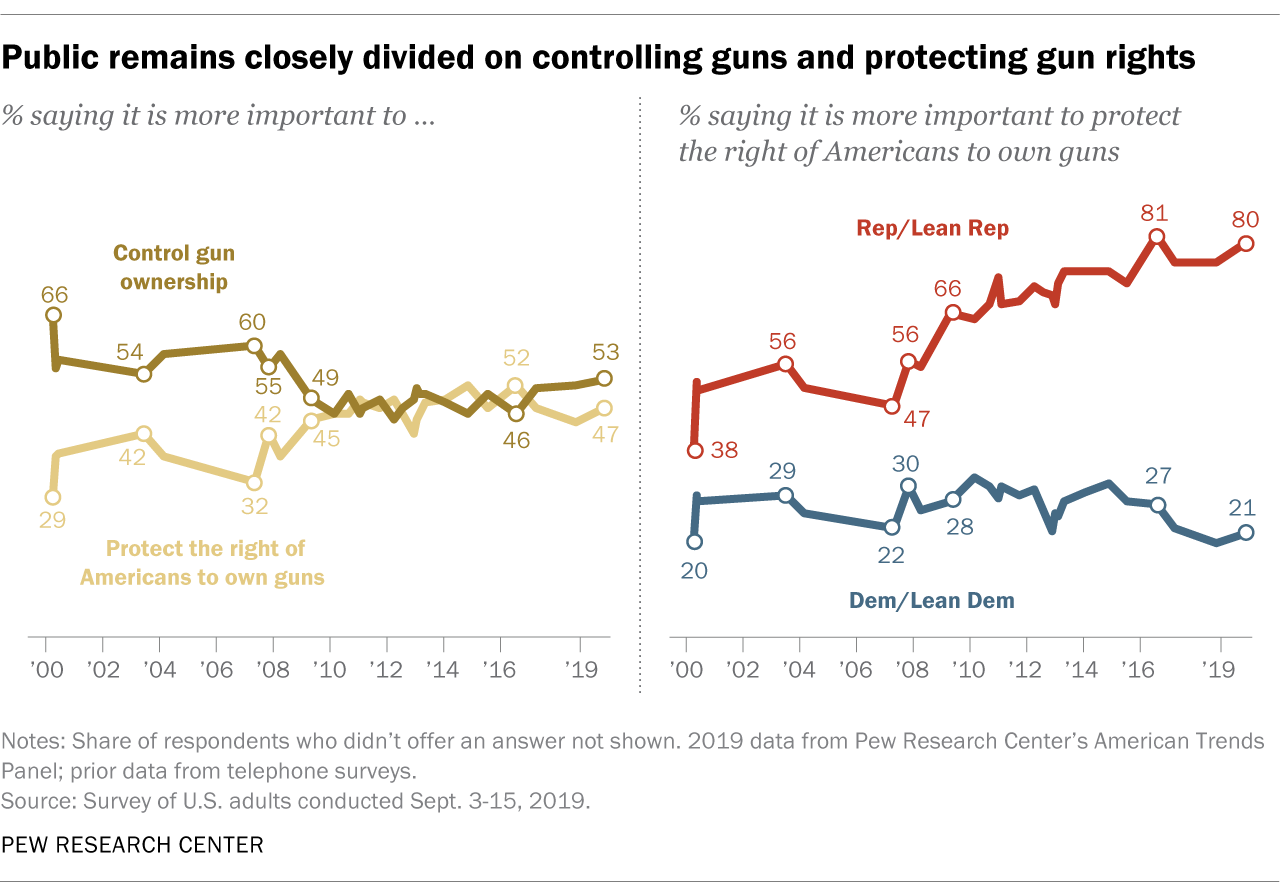 Public remains closely divided on controlling guns and protecting gun rights
% saying it is more important to ...
Control gun
ownership
66
54
60
55
49
53
46
29
42
32
42
45
52
47
Protect the right of
Americans to own guns
’00 ’02 ’04 ’06 ’08 ’10 ’12 ’14 ’16 ’19
% saying it is more important to protect
the right of Americans to own guns
Rep/Lean Rep
38
56
47
56
66
81
80
20
29
22
30
28
27
21
Dem/Lean Dem
’00 ’02 ’04 ’06 ’08 ’10 ’12 ’14 ’16 ’19
Notes: Share of respondents who didn’t offer an answer not shown. 2019 data from Pew Research Center’s American Trends
Panel; prior data from telephone surveys.
Source: Survey of U.S. adults conducted Sept. 3-15, 2019.
PEW RESEARCH CENTER